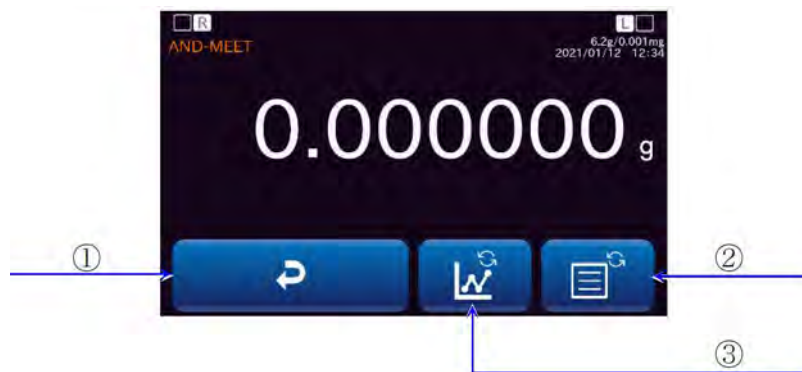 R
L
AND-MEET
6.2g/0.001mg
2021/01/12 12:34
0.000000 g
①
②
③